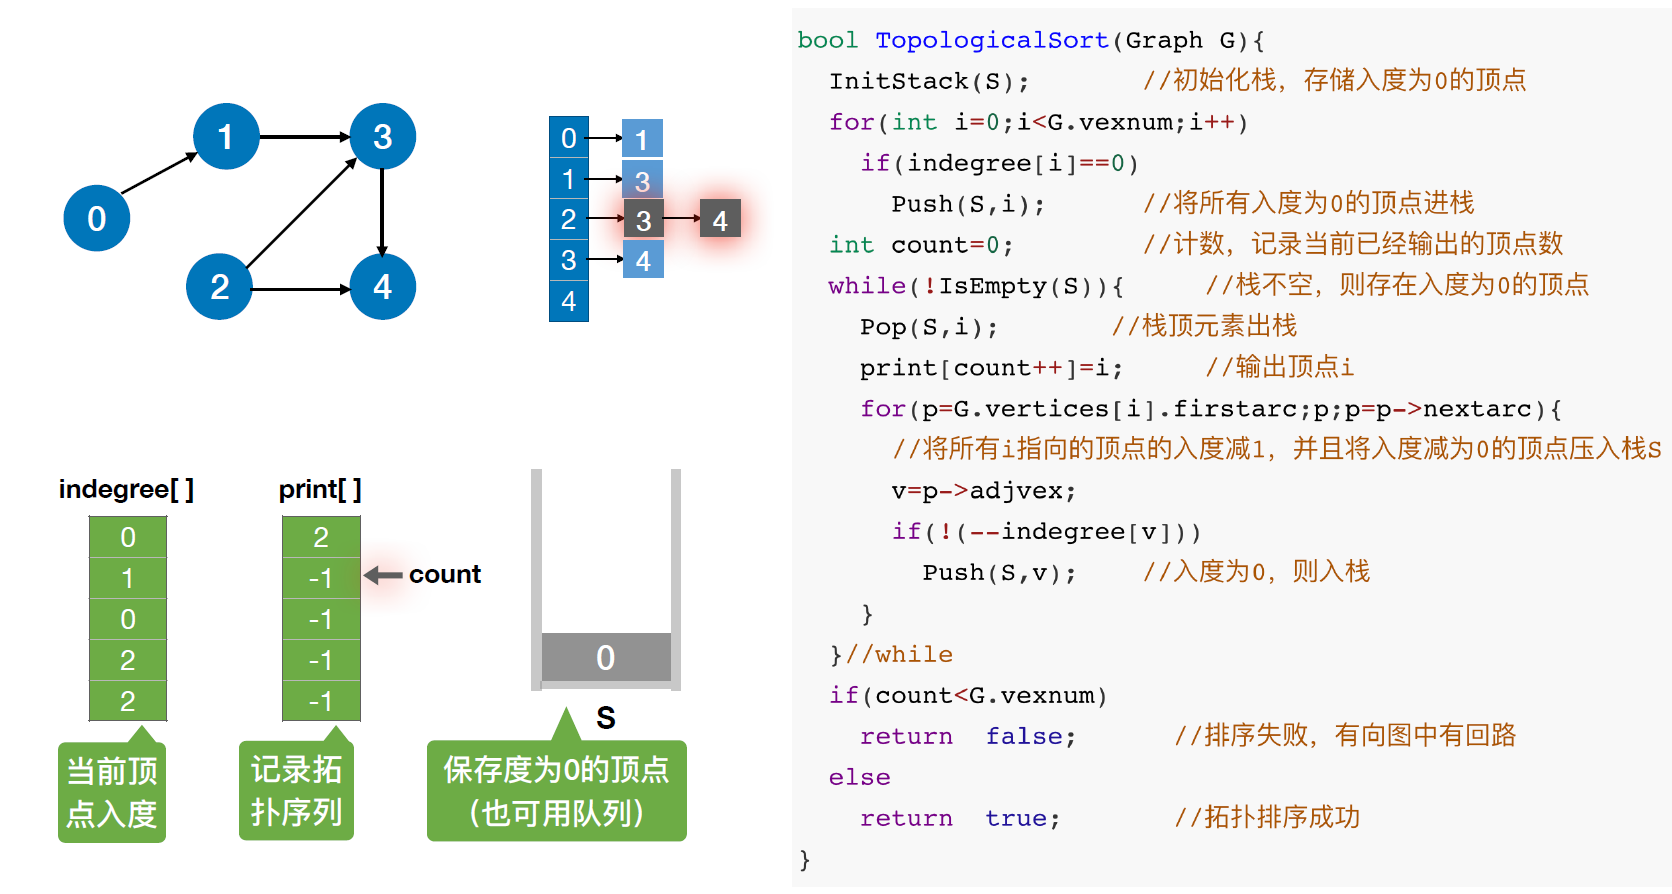 1
3
0
2
4
0
1
1
3
2
3
4
3
4
4
indegree[ ]
0
1
0
2
2
当前顶
点入度
print[ ]
2
-1
-1
-1
-1
count
记录拓
扑序列
0
S
保存度为0的顶点
(也可用队列)
bool TopologicalSort(Graph G){
InitStack(S); //初始化栈，存储入度为0的顶点
for(int i=0;i<G.vexnum;i++)
if(indegree[i]==0)
Push(S,i); //将所有入度为0的顶点进栈
int count=0; //计数，记录当前已经输出的顶点数
while(!IsEmpty(S)){ //栈不空，则存在入度为0的顶点
Pop(S,i); //栈顶元素出栈
print[count++]=i; //输出顶点i
for(p=G.vertices[i].firstarc;p;p=p->nextarc){
//将所有i指向的顶点的入度减1，并且将入度减为0的顶点压入栈S
v=p->adjvex;
if(!(--indegree[v]))
Push(S,v); //入度为0，则入栈
}
}//while
if(count<G.vexnum)
return false; //排序失败，有向图中有回路
else
return true; //拓扑排序成功
}